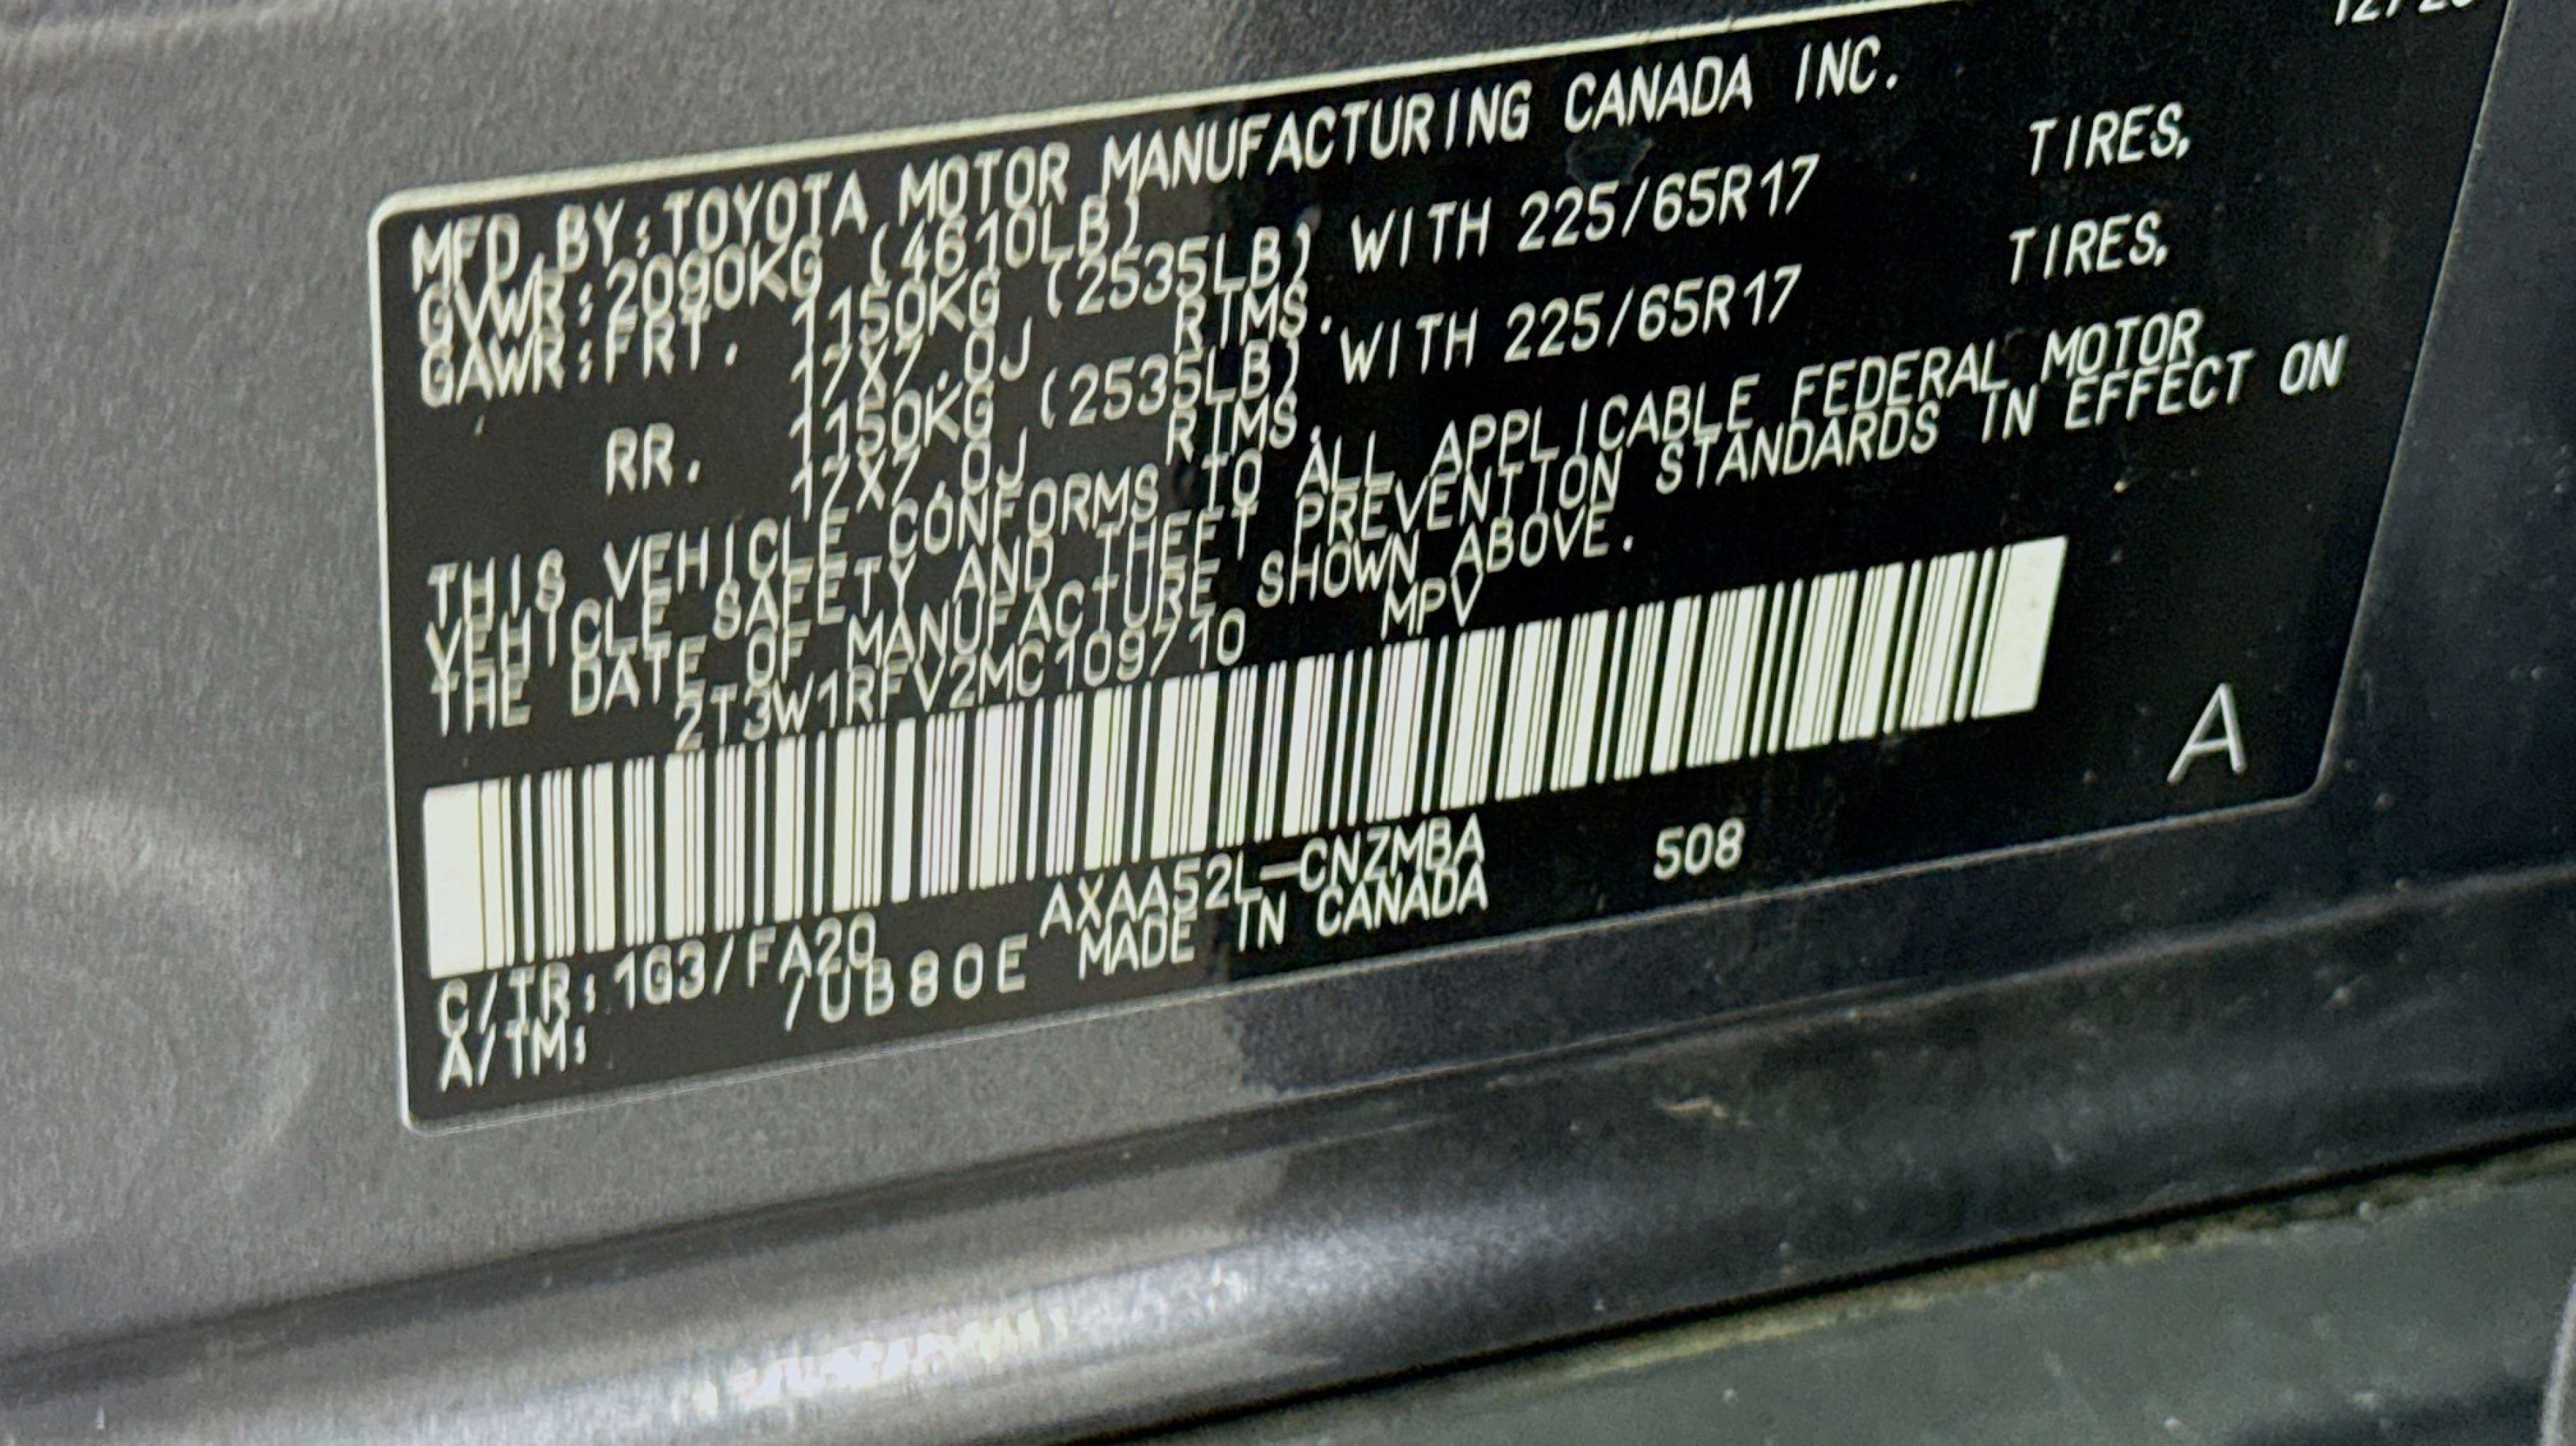 12/20
MFD. BY: TOYOTA MOTOR MANUFACTURING CANADA INC.
GVWR: 2090KG (4610LB)
GAWR: FRT. 1150KG (2535LB) WITH 225/65R17 TIRES,
17X7.0J RIMS.
RR. 1150KG (2535LB) WITH 225/65R17 TIRES,
17X7.0J RIMS.
THIS VEHICLE CONFORMS TO ALL APPLICABLE FEDERAL MOTOR
VEHICLE SAFETY AND THEFT PREVENTION STANDARDS IN EFFECT ON
THE DATE OF MANUFACTURE SHOWN ABOVE.
2T3W1RFV2MC109710 MPV
A
C/TR: 1G3/FA20 AXAA52L-CNZMBA 508
A/TM: /UB80E MADE IN CANADA